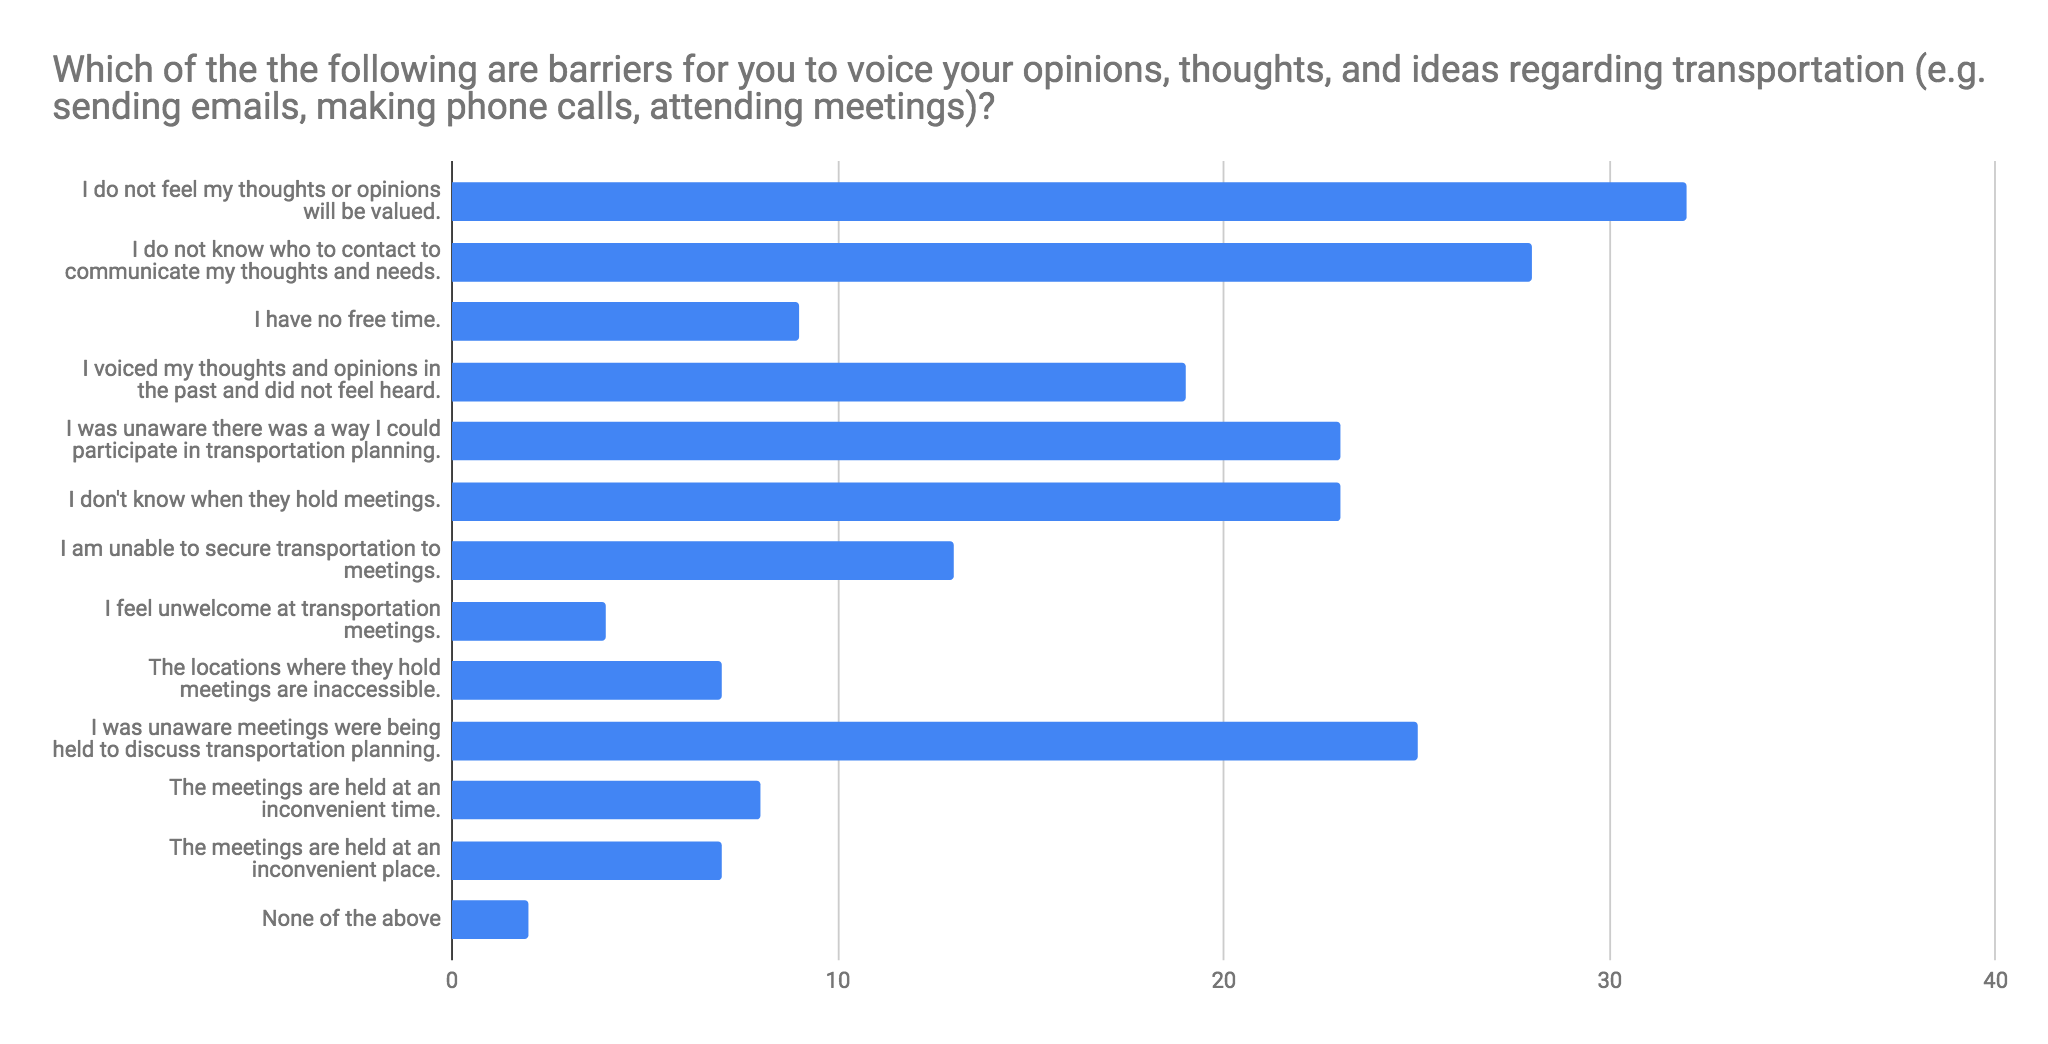 Which of the the following are barriers for you to voice your opinions, thoughts, and ideas regarding transportation (e.g.
sending emails, making phone calls, attending meetings)?
I do not feel my thoughts or opinions
will be valued.
I do not know who to contact to
communicate my thoughts and needs.
I have no free time.
I voiced my thoughts and opinions in
the past and did not feel heard.
I was unaware there was a way I could
participate in transportation planning.
I don't know when they hold meetings.
I am unable to secure transportation to
meetings.
I feel unwelcome at transportation
meetings.
The locations where they hold
meetings are inaccessible.
I was unaware meetings were being
held to discuss transportation planning.
The meetings are held at an
inconvenient time.
The meetings are held at an
inconvenient place.
None of the above
0 10 20 30 40